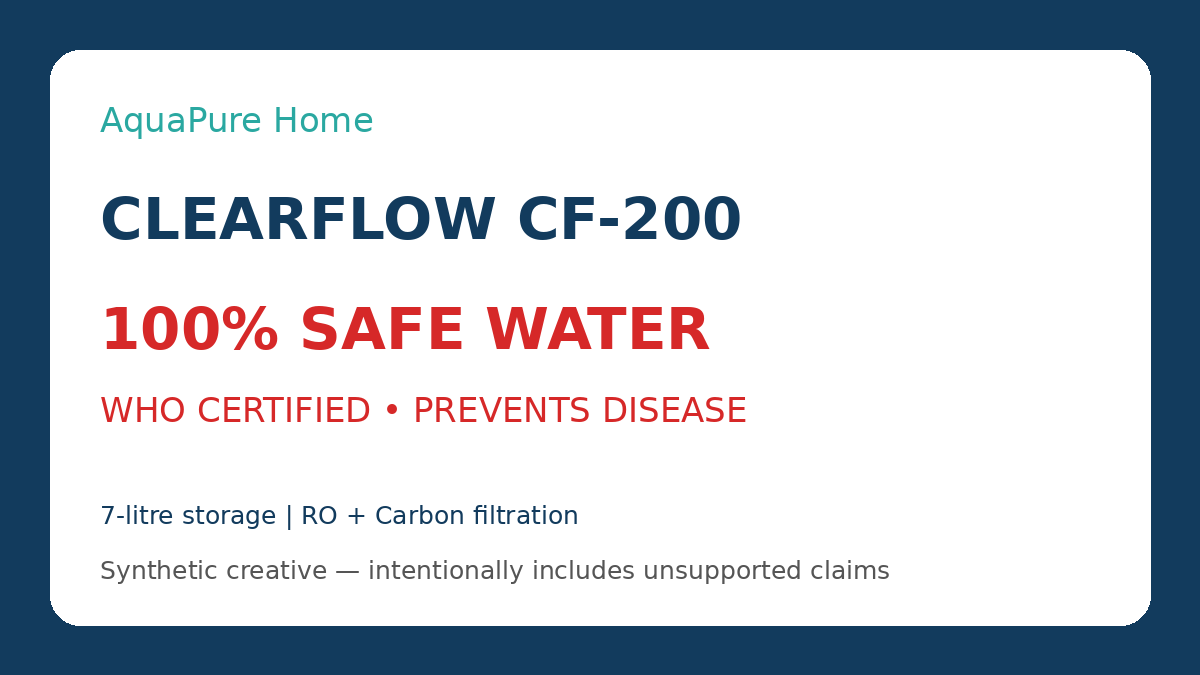 AquaPure Home
CLEARFLOW CF-200
100% SAFE WATER
WHO CERTIFIED • PREVENTS DISEASE
7-litre storage | RO + Carbon filtration
Synthetic creative — intentionally includes unsupported claims